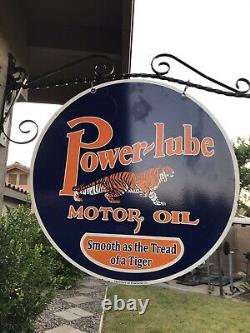 Power-lube
MOTOR OIL
Smooth as the Tread
of a Tiger